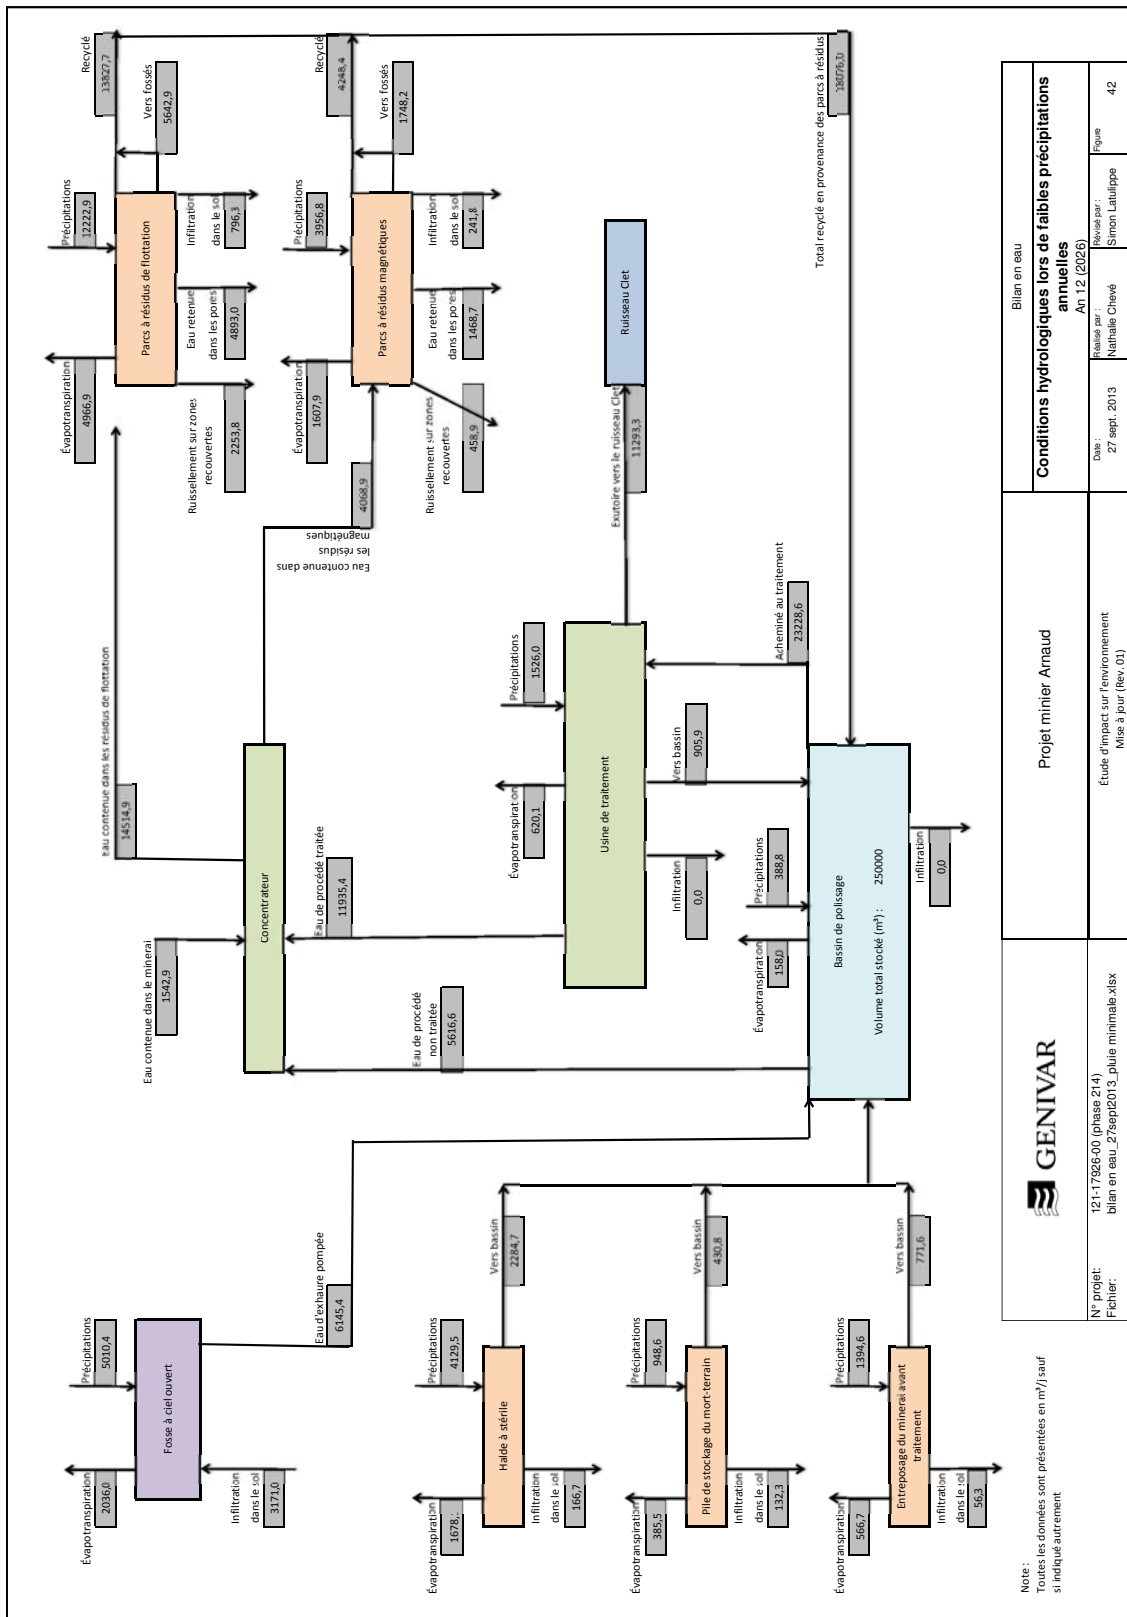 Évapotranspiration
2036,0
Précipitations
5010,4
Fosse à ciel ouvert
Infiltration
dans le sol
3171,0
Eau d'exhaure pompée
6145,4
Évapotranspiration
Précipitations
4129,5
Halde à stérile
Infiltration
dans le sol
166,7
Vers bassin
2284,7
Évapotranspiration
385,5
Précipitations
948,6
Pile de stockage du mort-terrain
Infiltration
dans le sol
132,3
Vers bassin
430,8
Évapotranspiration
566,7
Précipitations
1394,6
Entreposage du minerai avant
traitement
Infiltration
dans le sol
56,3
Vers bassin
771,6
Eau contenue dans le minerai
1542,9
Concentrateur
Eau contenue dans les résidus de flottation
14514,9
Eau contenue dans
les résidus
magnétiques
4068,9
Eau de procédé
non traitée
5616,6
Eau de procédé traitée
11935,4
Évapotranspiration
620,1
Précipitations
1526,0
Usine de traitement
Infiltration
0,0
Vers bassin
905,9
Acheminé au traitement
23228,6
Exutoire vers le ruisseau Clet
11293,3
Ruisseau Clet
Évapotranspiration
158,0
Précipitations
388,8
Bassin de polissage
Volume total stocké (m³) : 250000
Infiltration
0,0
Évapotranspiration
4966,9
Précipitations
12222,9
Parcs à résidus de flottation
Ruissellement sur zones
recouvertes
2253,8
Eau retenue
dans les pores
4893,0
Infiltration
dans le sol
796,3
Vers fossés
5642,9
Recyclé
13827,7
Évapotranspiration
1607,9
Précipitations
3956,8
Parcs à résidus magnétiques
Ruissellement sur zones
recouvertes
458,9
Eau retenue
dans les pores
1468,7
Infiltration
dans le sol
241,8
Vers fossés
1748,2
Recyclé
4248,4
Total recyclé en provenance des parcs à résidus
18076,0
Note :
Toutes les données sont présentées en m³/j sauf
si indiqué autrement
GENIVAR
N° projet: 121-17926-00 (phase 214)
Fichier: bilan en eau_27sept2013_pluie minimale.xlsx
Projet minier Arnaud
Étude d'impact sur l'environnement
Mise à jour (Rev. 01)
Bilan en eau
Conditions hydrologiques lors de faibles précipitations
annuelles
An 12 (2026)
Date :
27 sept. 2013
Réalisé par :
Nathalie Chevé
Révisé par :
Simon Latulippe
Figure
42